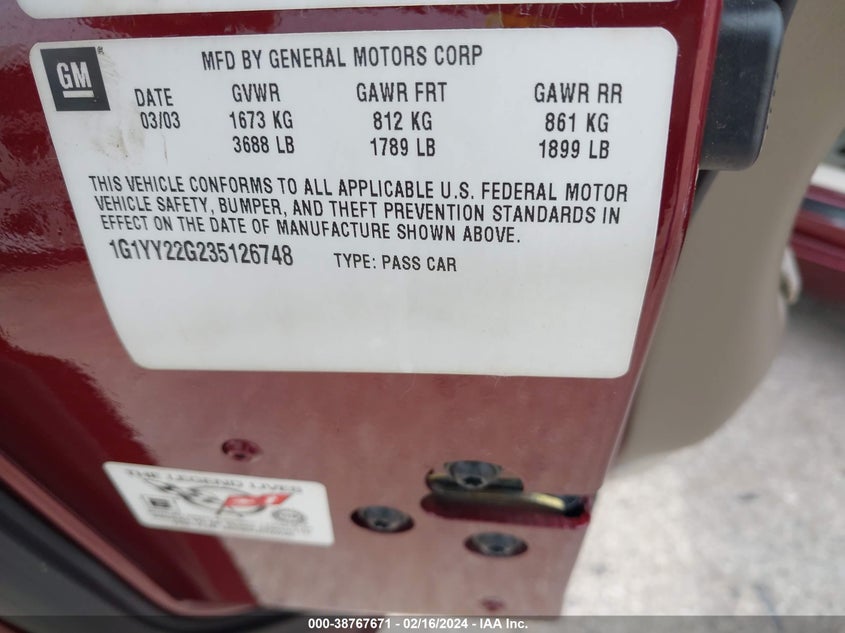 GM
MFD BY GENERAL MOTORS CORP
DATE GVWR GAWR FRT GAWR RR
03/03 1673 KG 812 KG 861 KG
3688 LB 1789 LB 1899 LB
THIS VEHICLE CONFORMS TO ALL APPLICABLE U.S. FEDERAL MOTOR
VEHICLE SAFETY, BUMPER, AND THEFT PREVENTION STANDARDS IN
EFFECT ON THE DATE OF MANUFACTURE SHOWN ABOVE.
1G1YY22G235126748 TYPE: PASS CAR
THE LEGEND LIVES
000-38767671 - 02/16/2024 - IAA Inc.